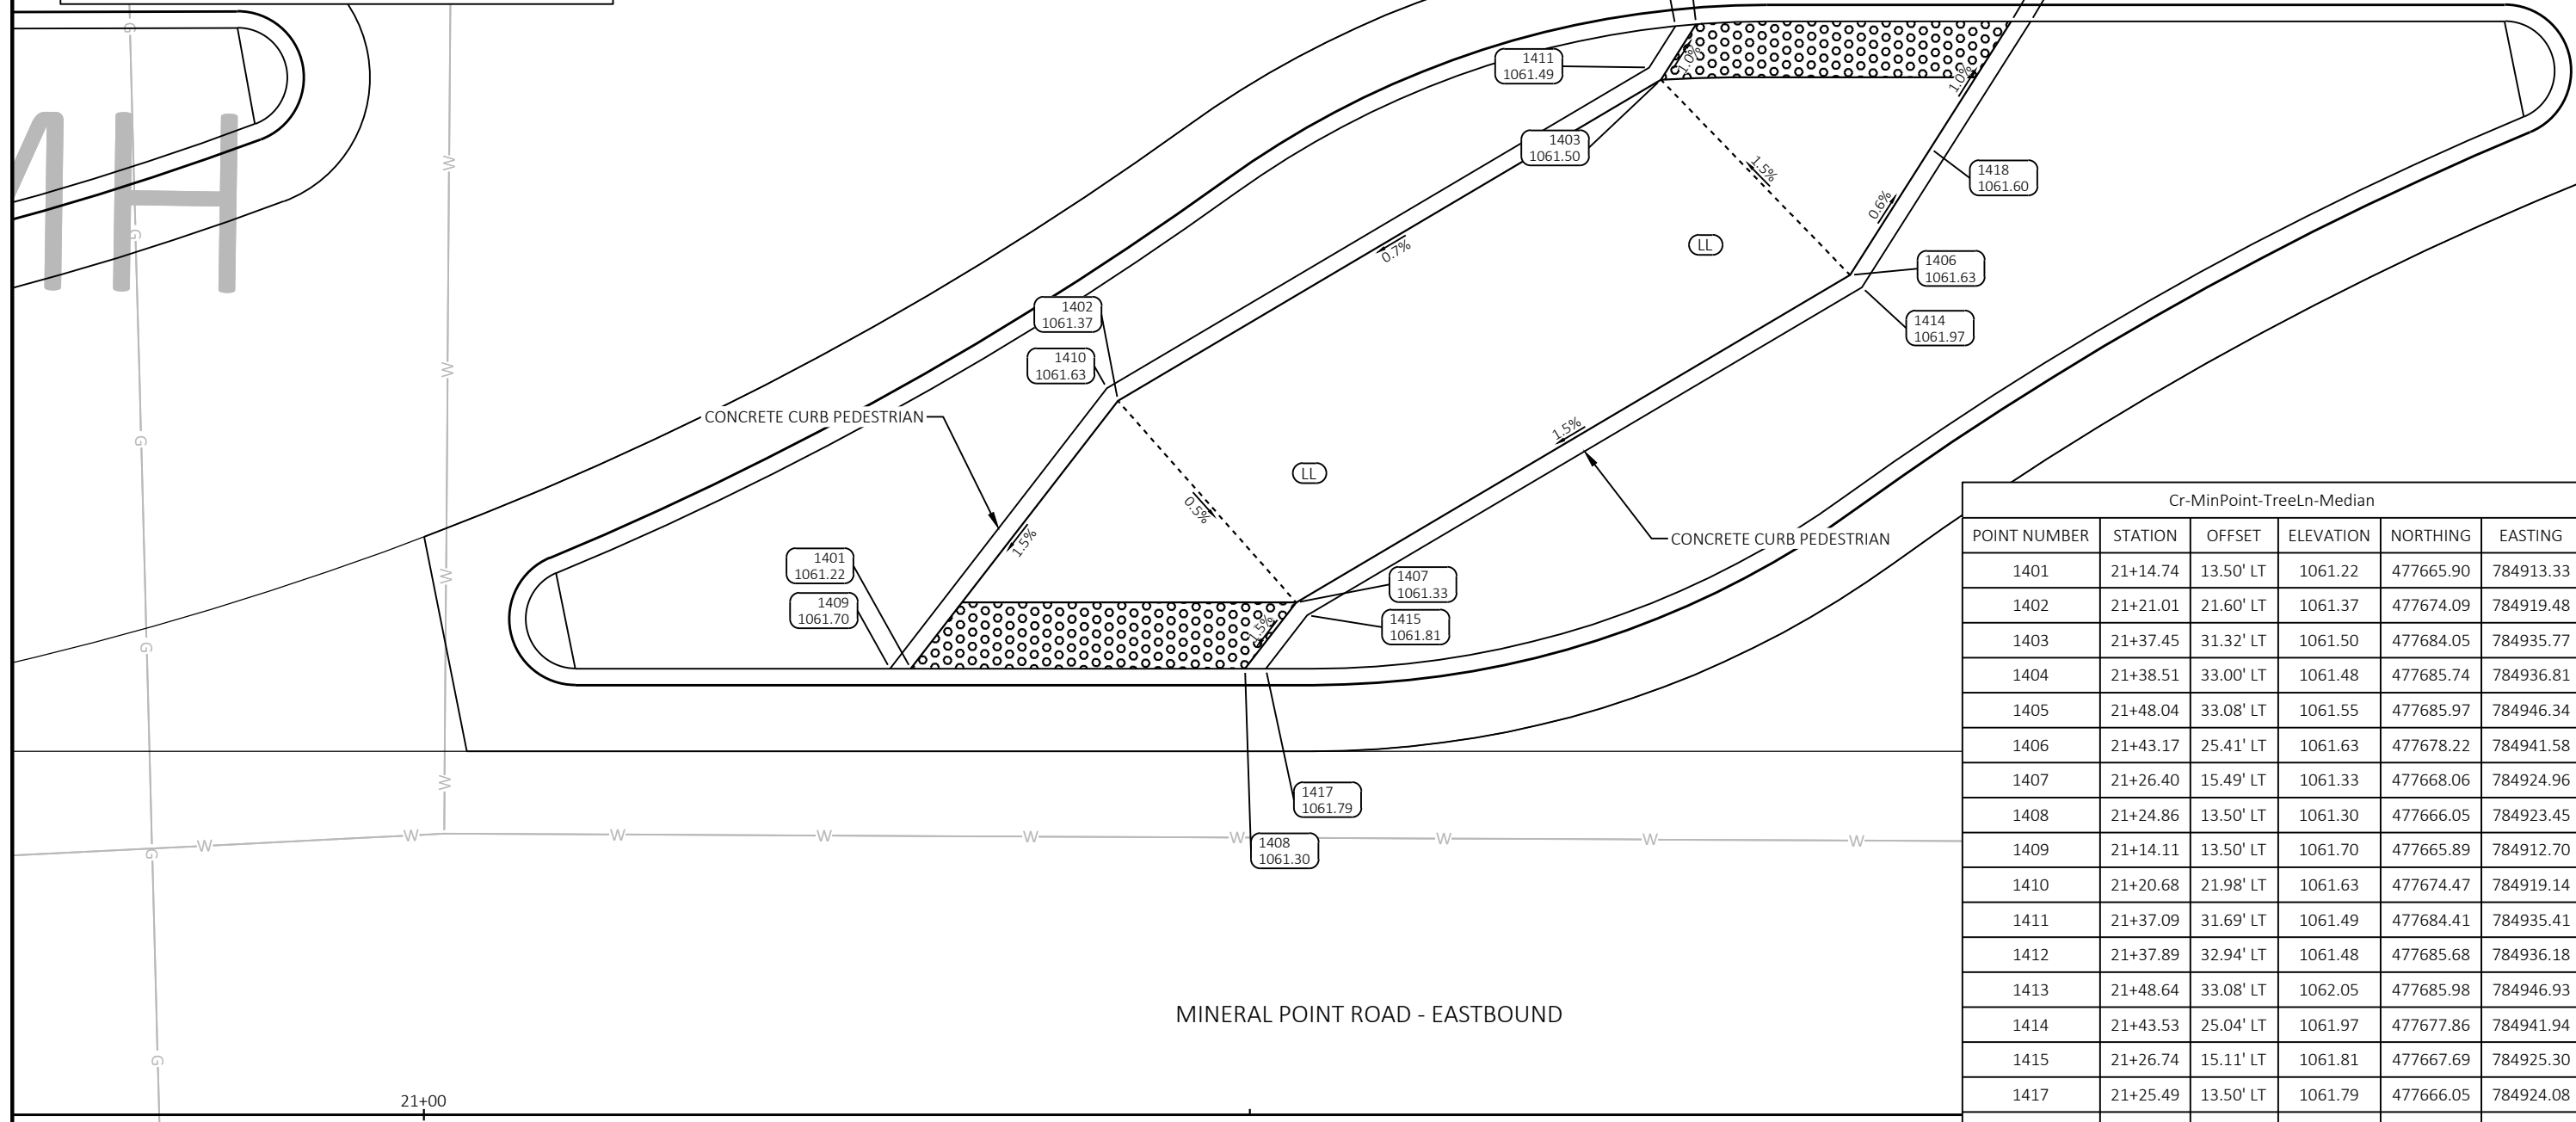 MH
G
G
G
G
G
G
W
W
W
W
W
W
W
W
W
W
W
W
W
1411
1061.49
1.0%
1.0%
1403
1061.50
1.5%
1418
1061.60
0.6%
LL
0.7%
1406
1061.63
1402
1061.37
1414
1061.97
1410
1061.63
CONCRETE CURB PEDESTRIAN
1.5%
LL
0.5%
1.5%
CONCRETE CURB PEDESTRIAN
1401
1061.22
1407
1061.33
1409
1061.70
1.5%
1415
1061.81
1417
1061.79
1408
1061.30
MINERAL POINT ROAD - EASTBOUND
21+00
Cr-MinPoint-TreeLn-Median
POINT NUMBER STATION OFFSET ELEVATION NORTHING EASTING
1401 21+14.74 13.50' LT 1061.22 477665.90 784913.33
1402 21+21.01 21.60' LT 1061.37 477674.09 784919.48
1403 21+37.45 31.32' LT 1061.50 477684.05 784935.77
1404 21+38.51 33.00' LT 1061.48 477685.74 784936.81
1405 21+48.04 33.08' LT 1061.55 477685.97 784946.34
1406 21+43.17 25.41' LT 1061.63 477678.22 784941.58
1407 21+26.40 15.49' LT 1061.33 477668.06 784924.96
1408 21+24.86 13.50' LT 1061.30 477666.05 784923.45
1409 21+14.11 13.50' LT 1061.70 477665.89 784912.70
1410 21+20.68 21.98' LT 1061.63 477674.47 784919.14
1411 21+37.09 31.69' LT 1061.49 477684.41 784935.41
1412 21+37.89 32.94' LT 1061.48 477685.68 784936.18
1413 21+48.64 33.08' LT 1062.05 477685.98 784946.93
1414 21+43.53 25.04' LT 1061.97 477677.86 784941.94
1415 21+26.74 15.11' LT 1061.81 477667.69 784925.30
1417 21+25.49 13.50' LT 1061.79 477666.05 784924.08